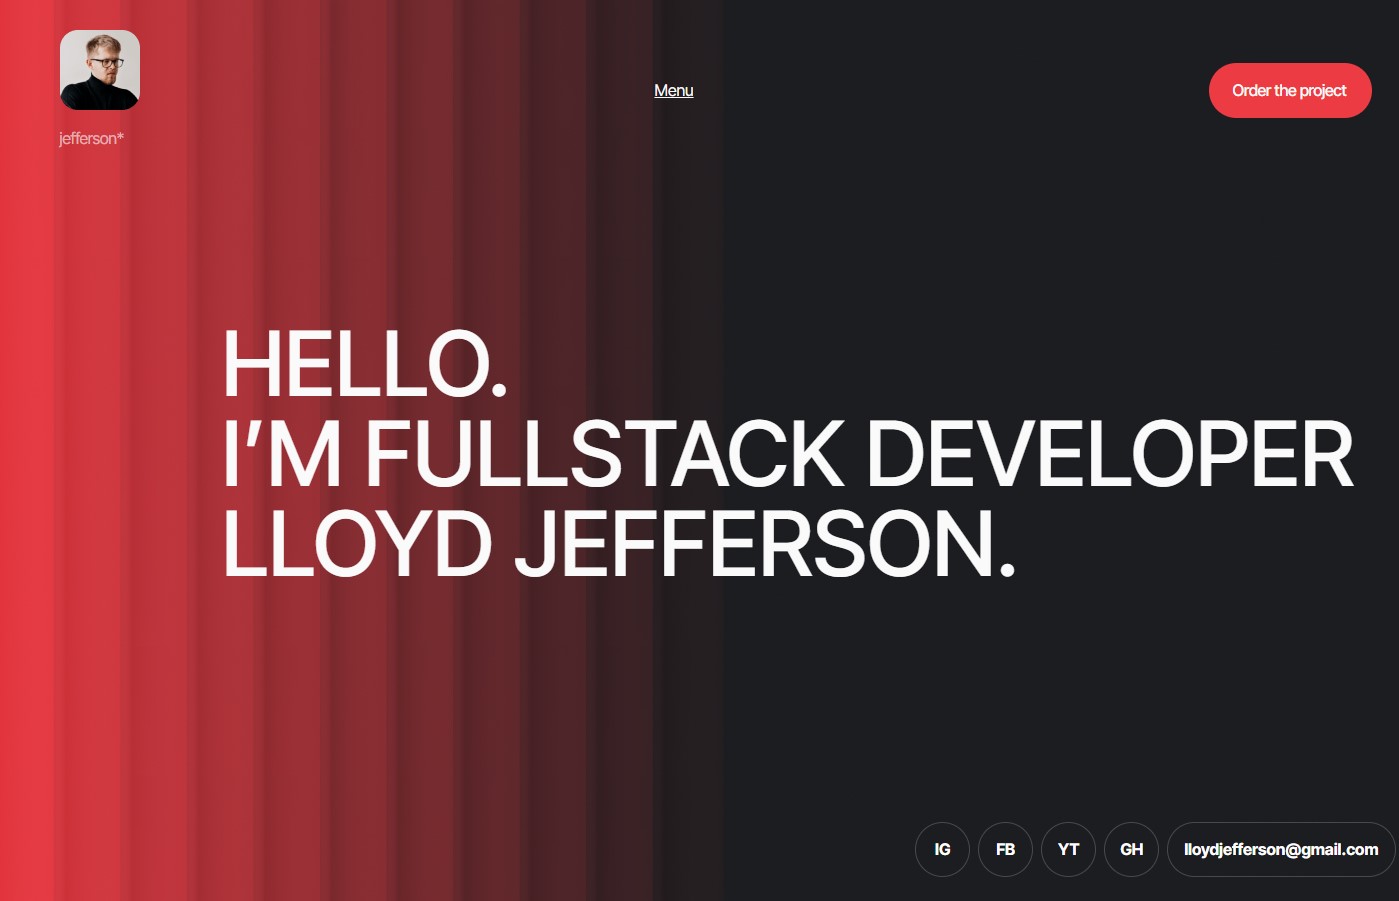 jefferson*
Menu
Order the project
HELLO.
I’M FULLSTACK DEVELOPER
LLOYD JEFFERSON.
IG
FB
YT
GH
lloydjefferson@gmail.com